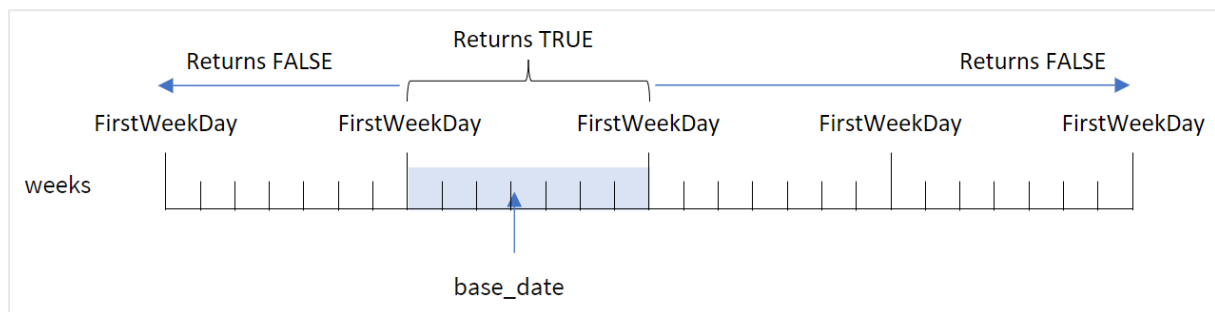 Returns TRUE
Returns FALSE Returns FALSE
FirstWeekDay FirstWeekDay FirstWeekDay FirstWeekDay FirstWeekDay
weeks
base_date